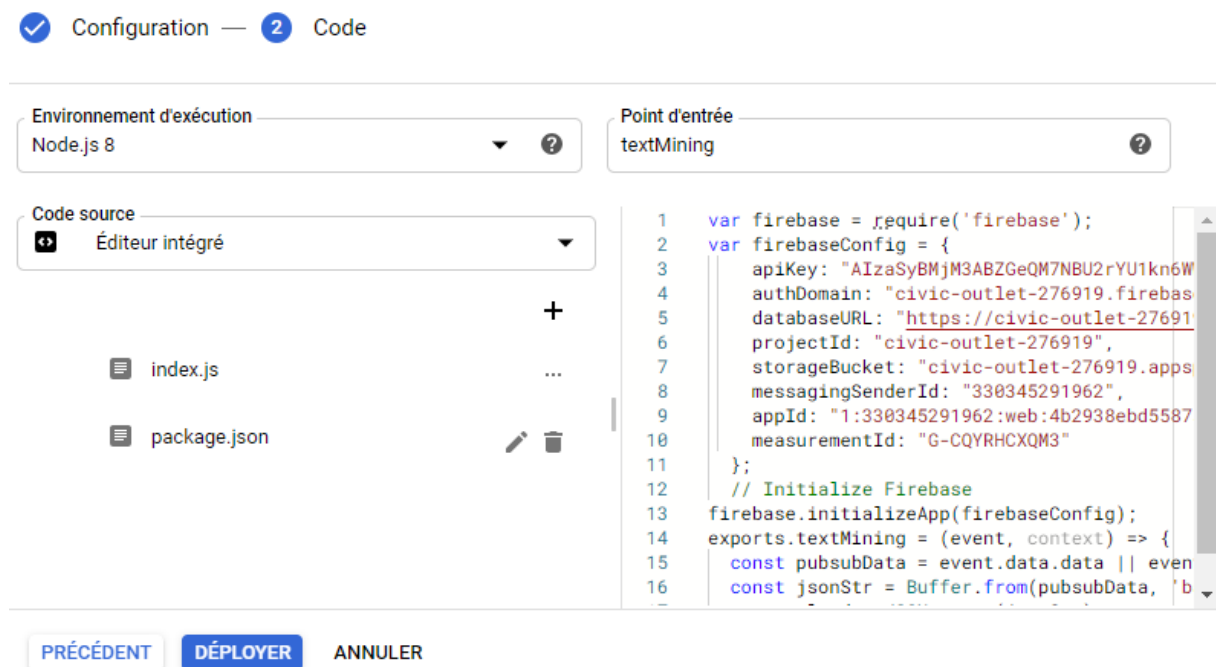 Configuration — 2 Code
Environnement d'exécution
Node.js 8
Point d'entrée
textMining
Code source
Éditeur intégré
index.js
package.json
1 var firebase = require('firebase');
2 var firebaseConfig = {
3 apiKey: "AIzaSyBMjM3ABZGeQM7NBU2rYU1kn6W
4 authDomain: "civic-outlet-276919.firebas
5 databaseURL: "https://civic-outlet-27691
6 projectId: "civic-outlet-276919",
7 storageBucket: "civic-outlet-276919.apps
8 messagingSenderId: "330345291962",
9 appId: "1:330345291962:web:4b2938ebd5587
10 measurementId: "G-CQYRHCXQM3"
11 };
12 // Initialize Firebase
13 firebase.initializeApp(firebaseConfig);
14 exports.textMining = (event, context) => {
15 const pubsubData = event.data.data || even
16 const jsonStr = Buffer.from(pubsubData, 'b
PRÉCÉDENT DÉPLOYER ANNULER